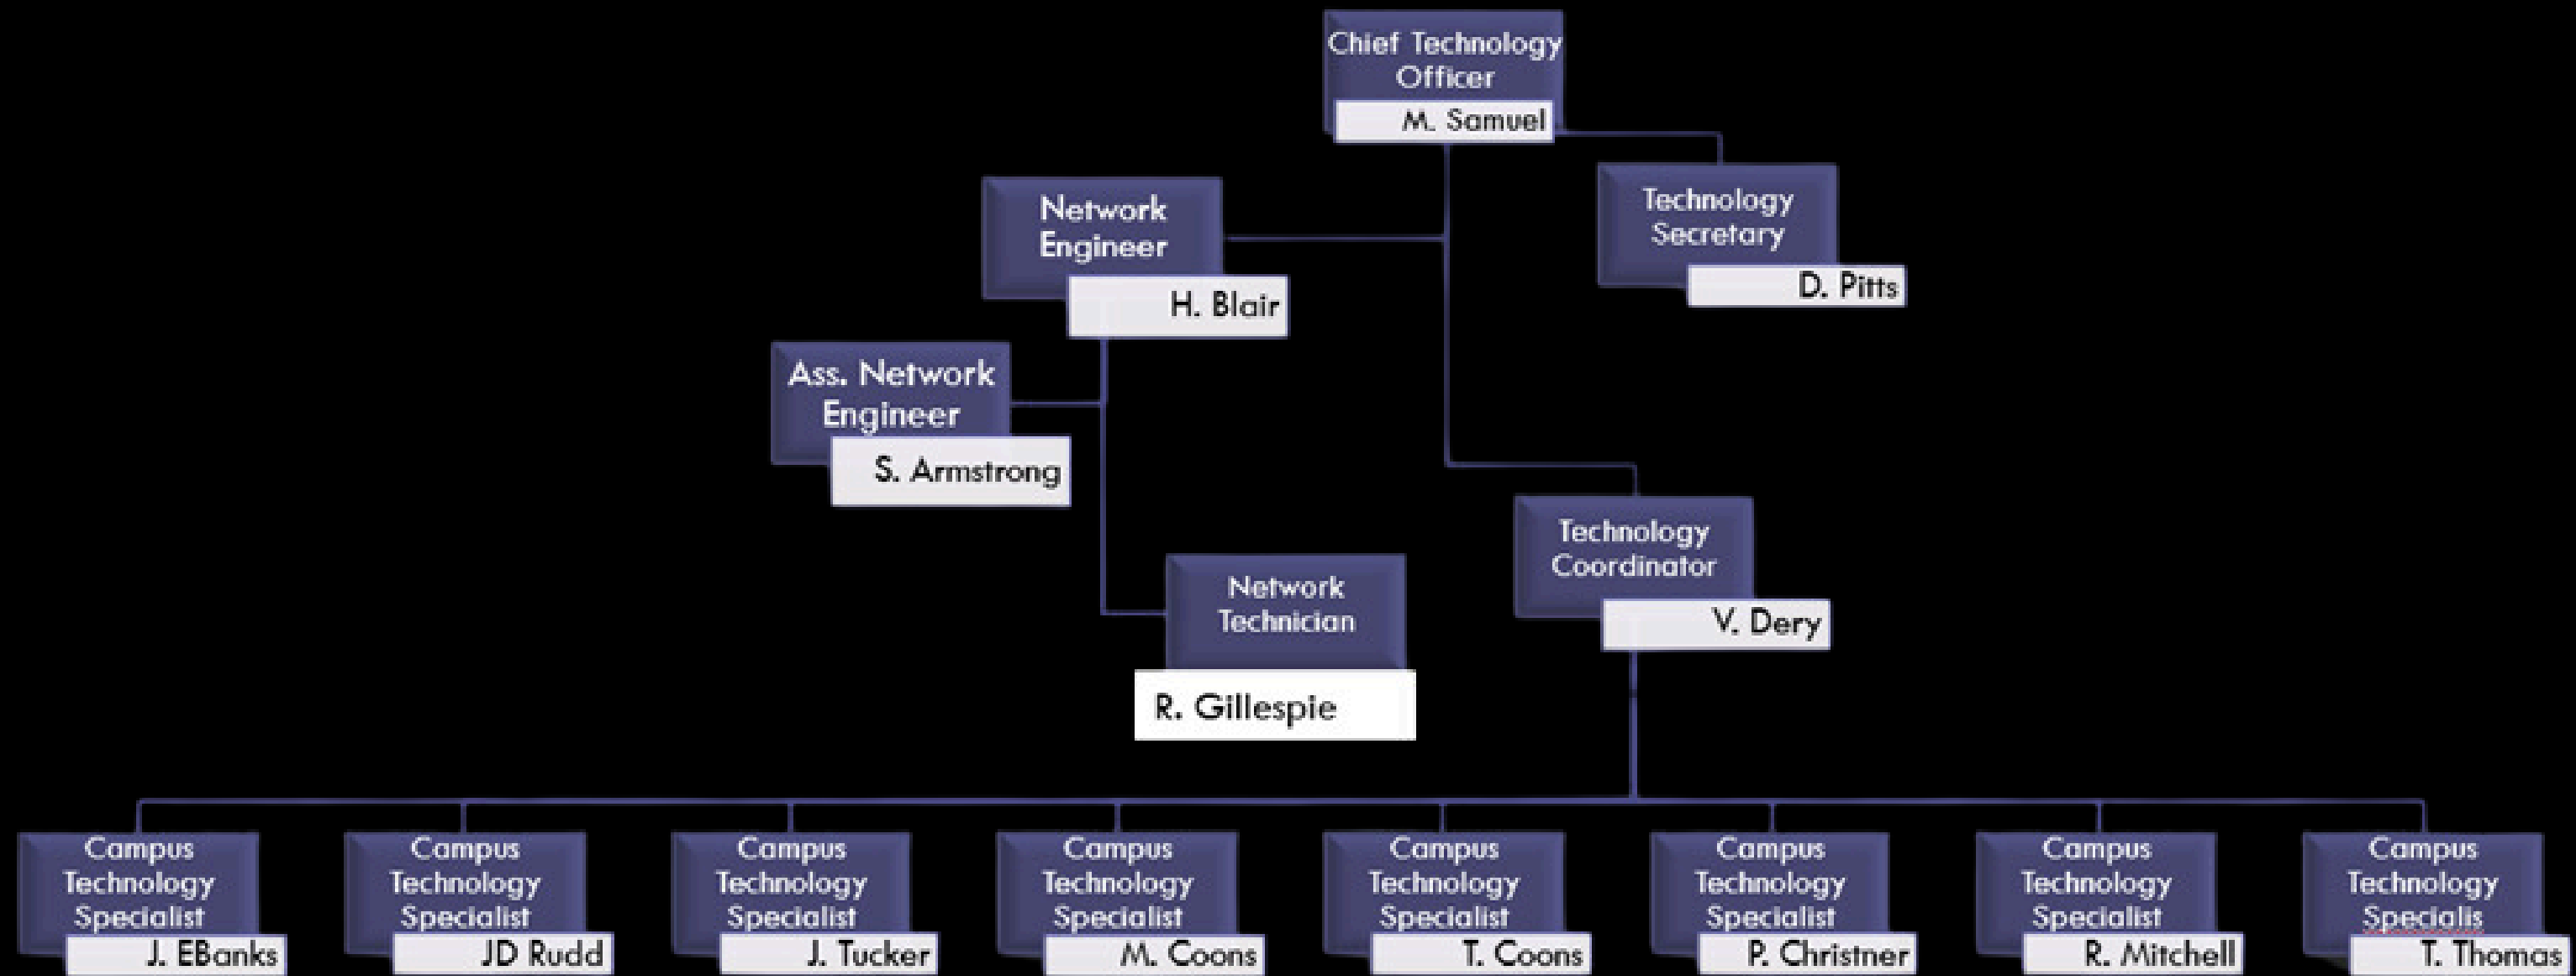 Chief Technology
Officer
M. Samuel
Technology
Secretary
D. Pitts
Network
Engineer
H. Blair
Ass. Network
Engineer
S. Armstrong
Network
Technician
R. Gillespie
Technology
Coordinator
V. Dery
Campus
Technology
Specialist
J. EBanks
Campus
Technology
Specialist
JD Rudd
Campus
Technology
Specialist
J. Tucker
Campus
Technology
Specialist
M. Coons
Campus
Technology
Specialist
T. Coons
Campus
Technology
Specialist
P. Christner
Campus
Technology
Specialist
R. Mitchell
Campus
Technology
Specialis
T. Thomas